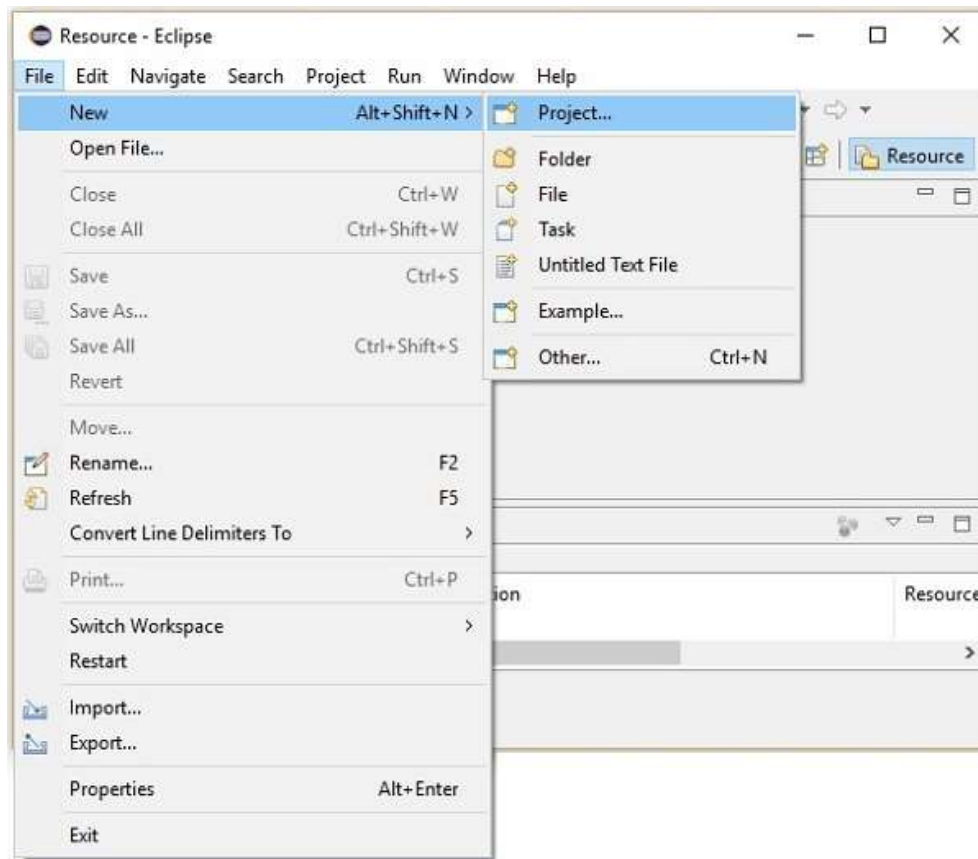 Resource - Eclipse
File Edit Navigate Search Project Run Window Help
New Alt+Shift+N >
Open File...
Close Ctrl+W
Close All Ctrl+Shift+W
Save Ctrl+S
Save As...
Save All Ctrl+Shift+S
Revert
Move...
Rename... F2
Refresh F5
Convert Line Delimiters To >
Print... Ctrl+P
Switch Workspace >
Restart
Import...
Export...
Properties Alt+Enter
Exit
Project...
Folder
File
Task
Untitled Text File
Example...
Other... Ctrl+N
Resource
ion Resource